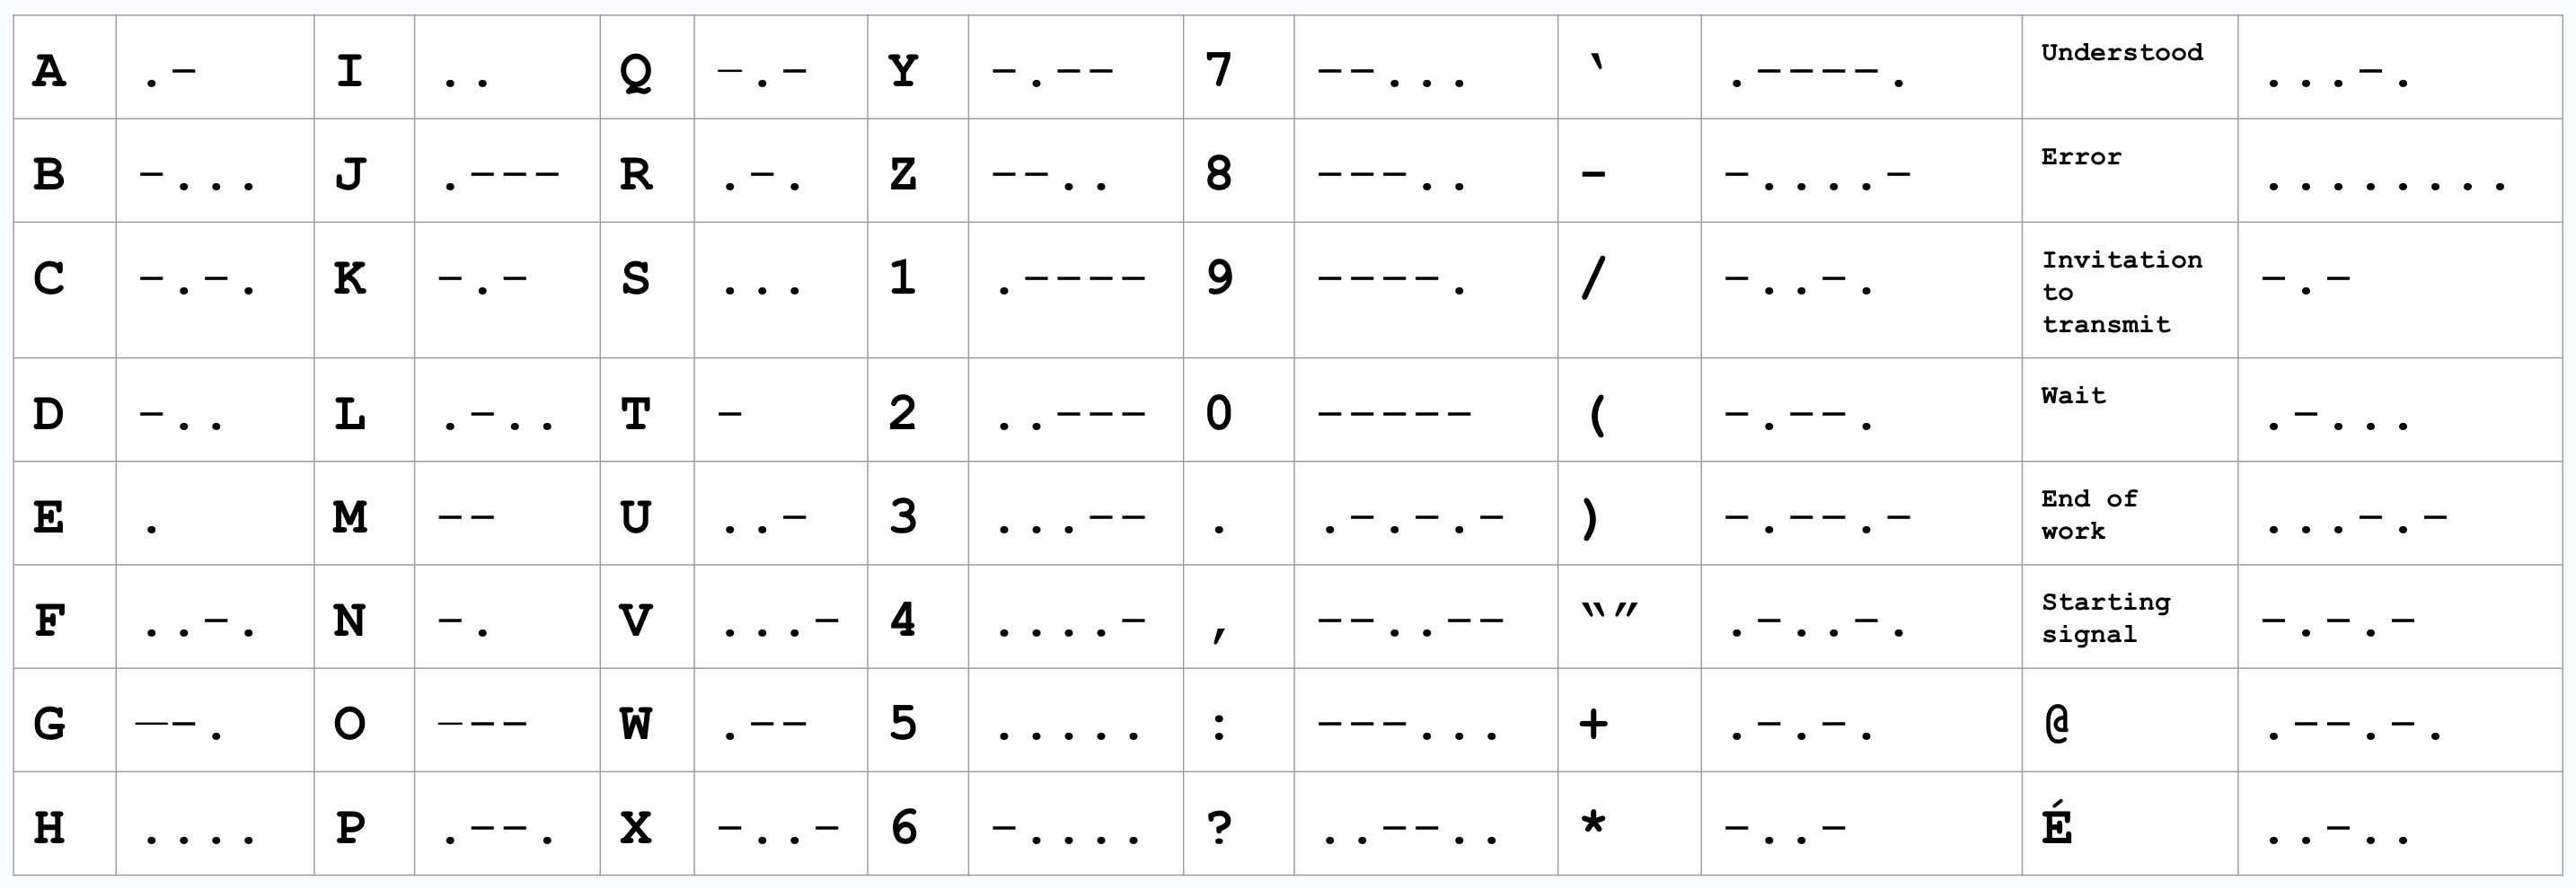 A .- I .. Q —.- Y -.-- 7 --... ‵ .----. Understood ...-.
B -... J .--- R .-. Z --.. 8 ---.. - -....- Error ........
C -.-. K -.- S ... 1 .---- 9 ----. / -..-. Invitation to transmit -.-
D -.. L .-.. T - 2 ..--- 0 ----- ( -.--. Wait .-...
E . M -- U ..- 3 ...-- . .-.-.- ) -.--.- End of work ...-.-
F ..-. N -. V ...- 4 ....- , --..-- “” .-..-. Starting signal -.-.-
G —-. O —-- W .-- 5 ..... : ---... + .-.-. @ .--.-.
H .... P .--. X -..- 6 -.... ? ..--.. * -..- É ..-..